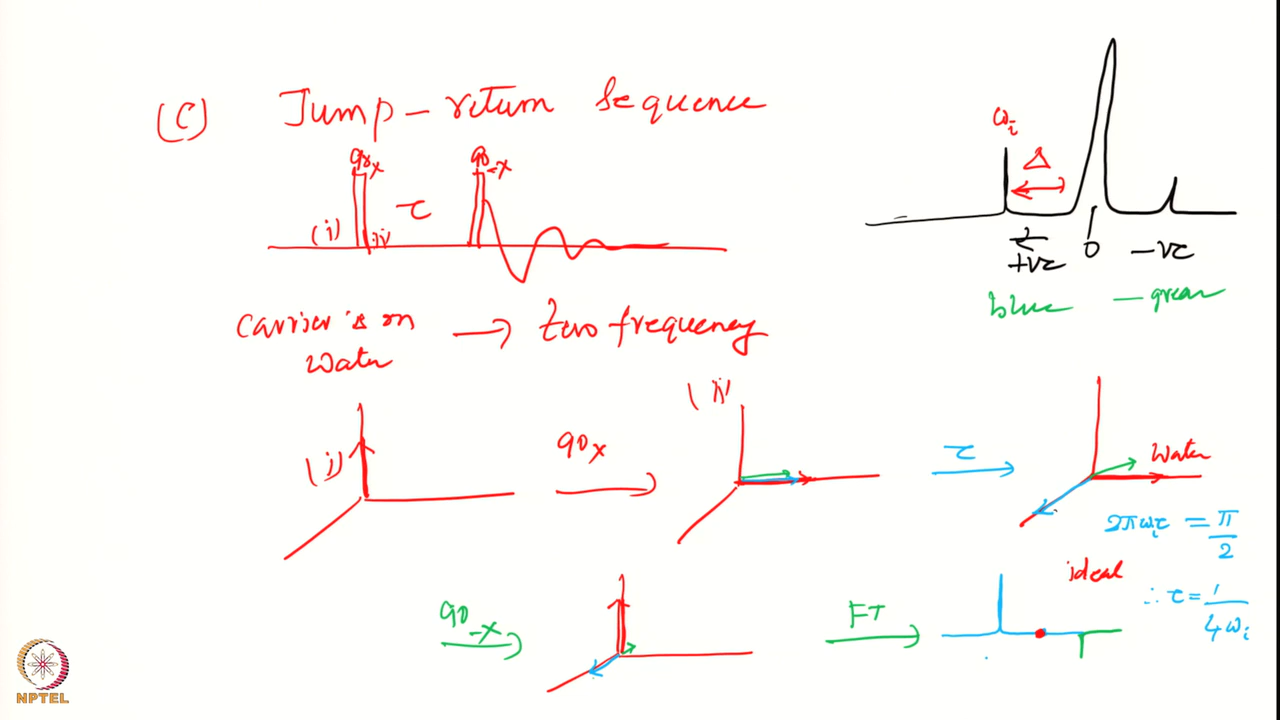 (C) Jump-return Sequence
90x
τ
90-x
(i)
(ii)
ωi
Δ
+ve
0
-ve
blue - green
Carrier is on → Zero frequency
water
(i)
90x
(ii)
τ
Water
2πωiτ = π/2
ideal
∴ τ = 1/4ωi
90-x
FT
NPTEL